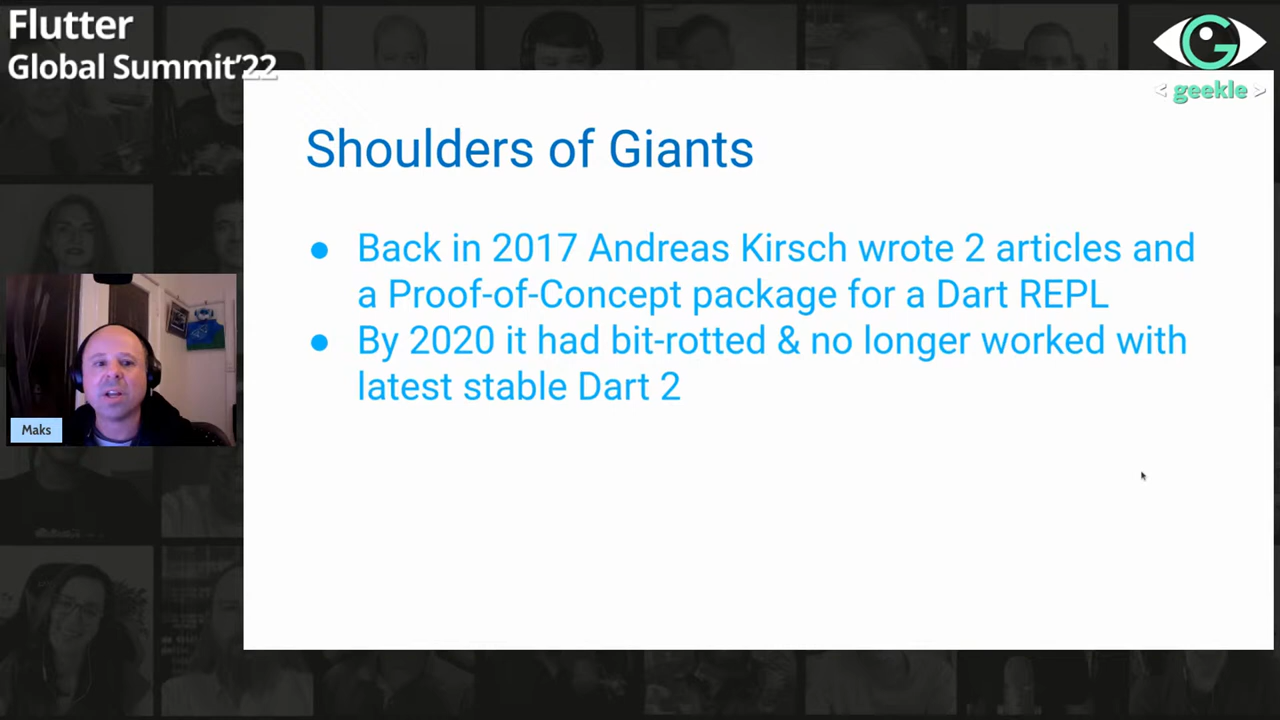 Flutter
Global Summit'22
< geekle >
Shoulders of Giants
● Back in 2017 Andreas Kirsch wrote 2 articles and
a Proof-of-Concept package for a Dart REPL
● By 2020 it had bit-rotted & no longer worked with
latest stable Dart 2
Maks